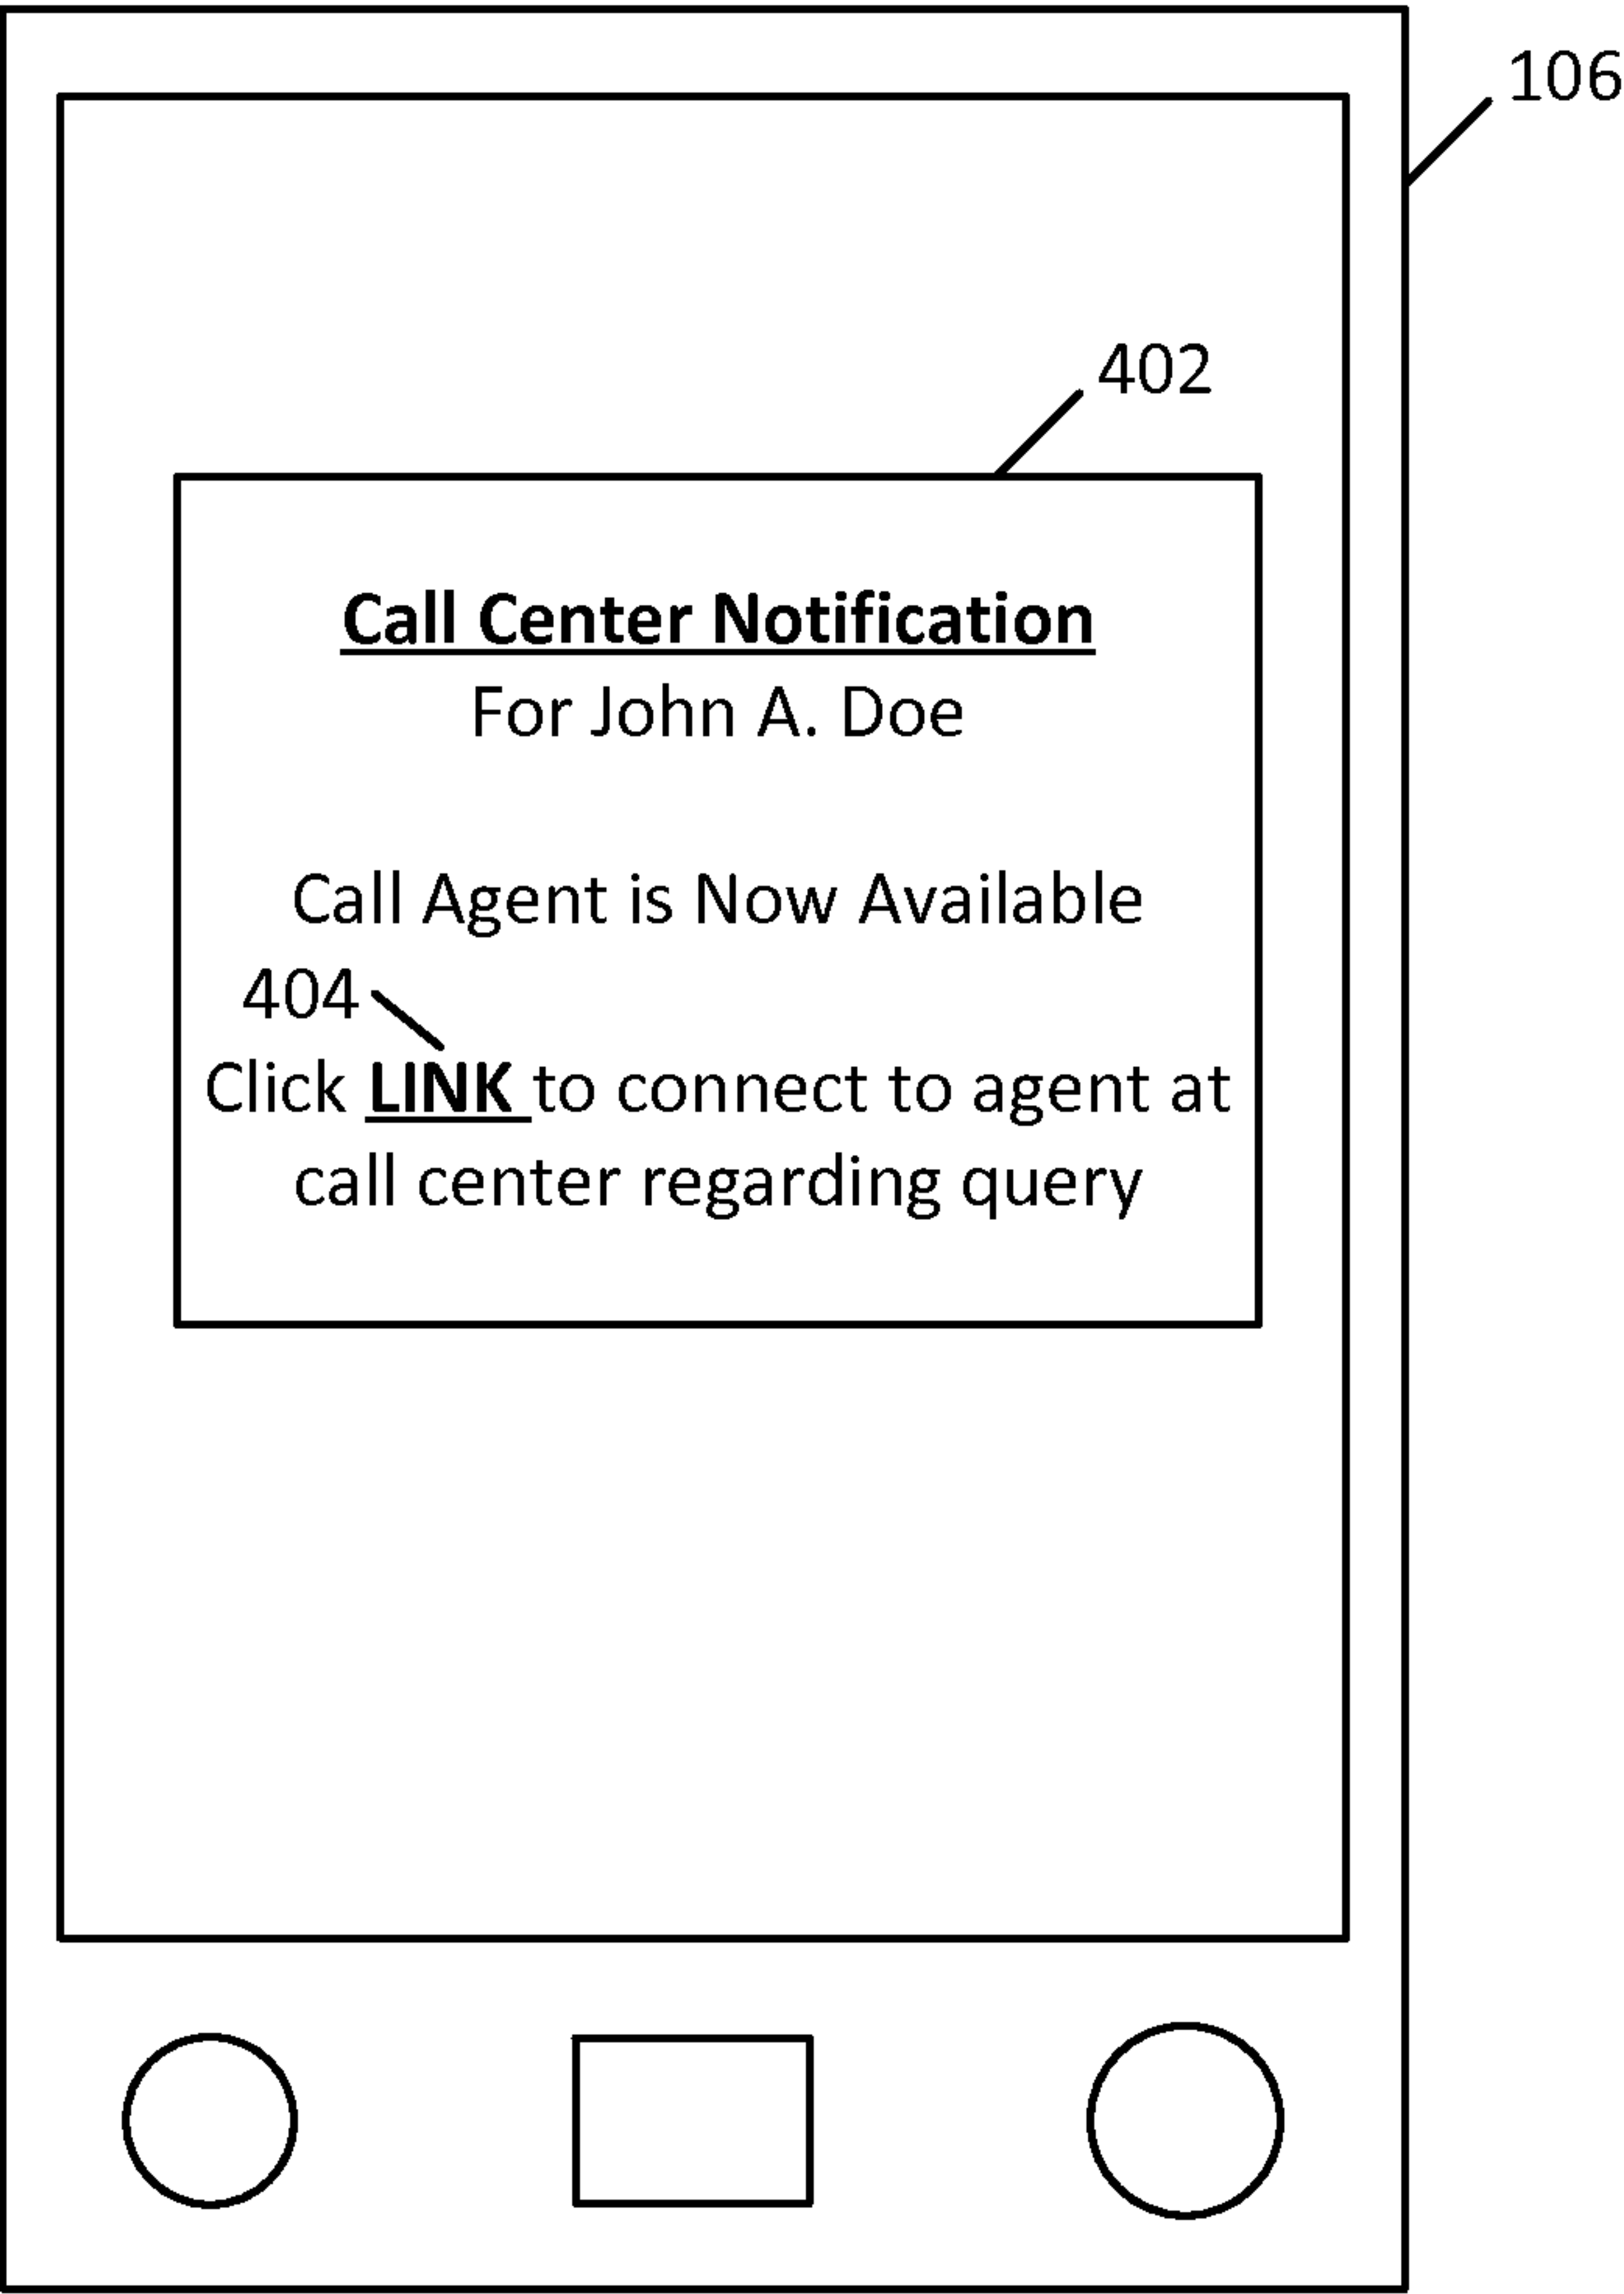 106
402
Call Center Notification
For John A. Doe
Call Agent is Now Available
404
Click LINK to connect to agent at
call center regarding query